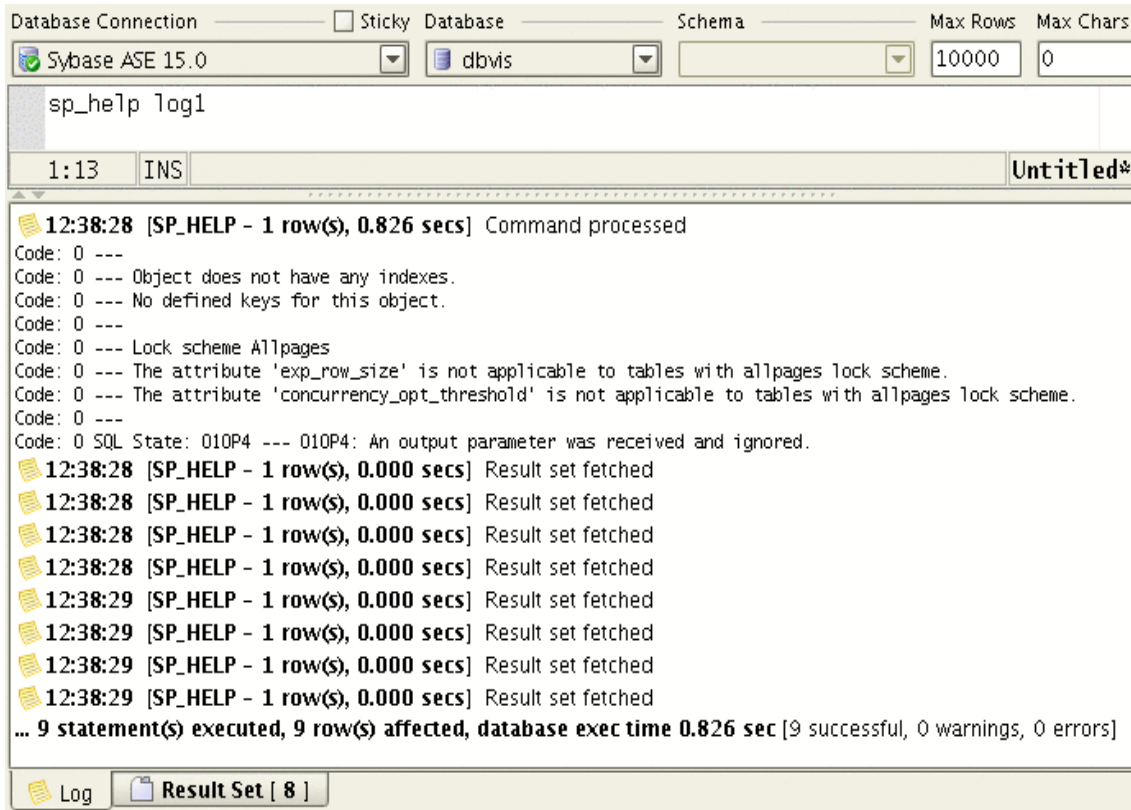 Database Connection Sticky Database Schema Max Rows Max Chars
Sybase ASE 15.0 dbvis 10000 0
sp_help log1
1:13 INS Untitled*
12:38:28 [SP_HELP - 1 row(s), 0.826 secs] Command processed
Code: 0 ---
Code: 0 --- Object does not have any indexes.
Code: 0 --- No defined keys for this object.
Code: 0 ---
Code: 0 --- Lock scheme Allpages
Code: 0 --- The attribute 'exp_row_size' is not applicable to tables with allpages lock scheme.
Code: 0 --- The attribute 'concurrency_opt_threshold' is not applicable to tables with allpages lock scheme.
Code: 0 ---
Code: 0 SQL State: 010P4 --- 010P4: An output parameter was received and ignored.
12:38:28 [SP_HELP - 1 row(s), 0.000 secs] Result set fetched
12:38:28 [SP_HELP - 1 row(s), 0.000 secs] Result set fetched
12:38:28 [SP_HELP - 1 row(s), 0.000 secs] Result set fetched
12:38:28 [SP_HELP - 1 row(s), 0.000 secs] Result set fetched
12:38:29 [SP_HELP - 1 row(s), 0.000 secs] Result set fetched
12:38:29 [SP_HELP - 1 row(s), 0.000 secs] Result set fetched
12:38:29 [SP_HELP - 1 row(s), 0.000 secs] Result set fetched
12:38:29 [SP_HELP - 1 row(s), 0.000 secs] Result set fetched
... 9 statement(s) executed, 9 row(s) affected, database exec time 0.826 sec [9 successful, 0 warnings, 0 errors]
Log Result Set [ 8 ]